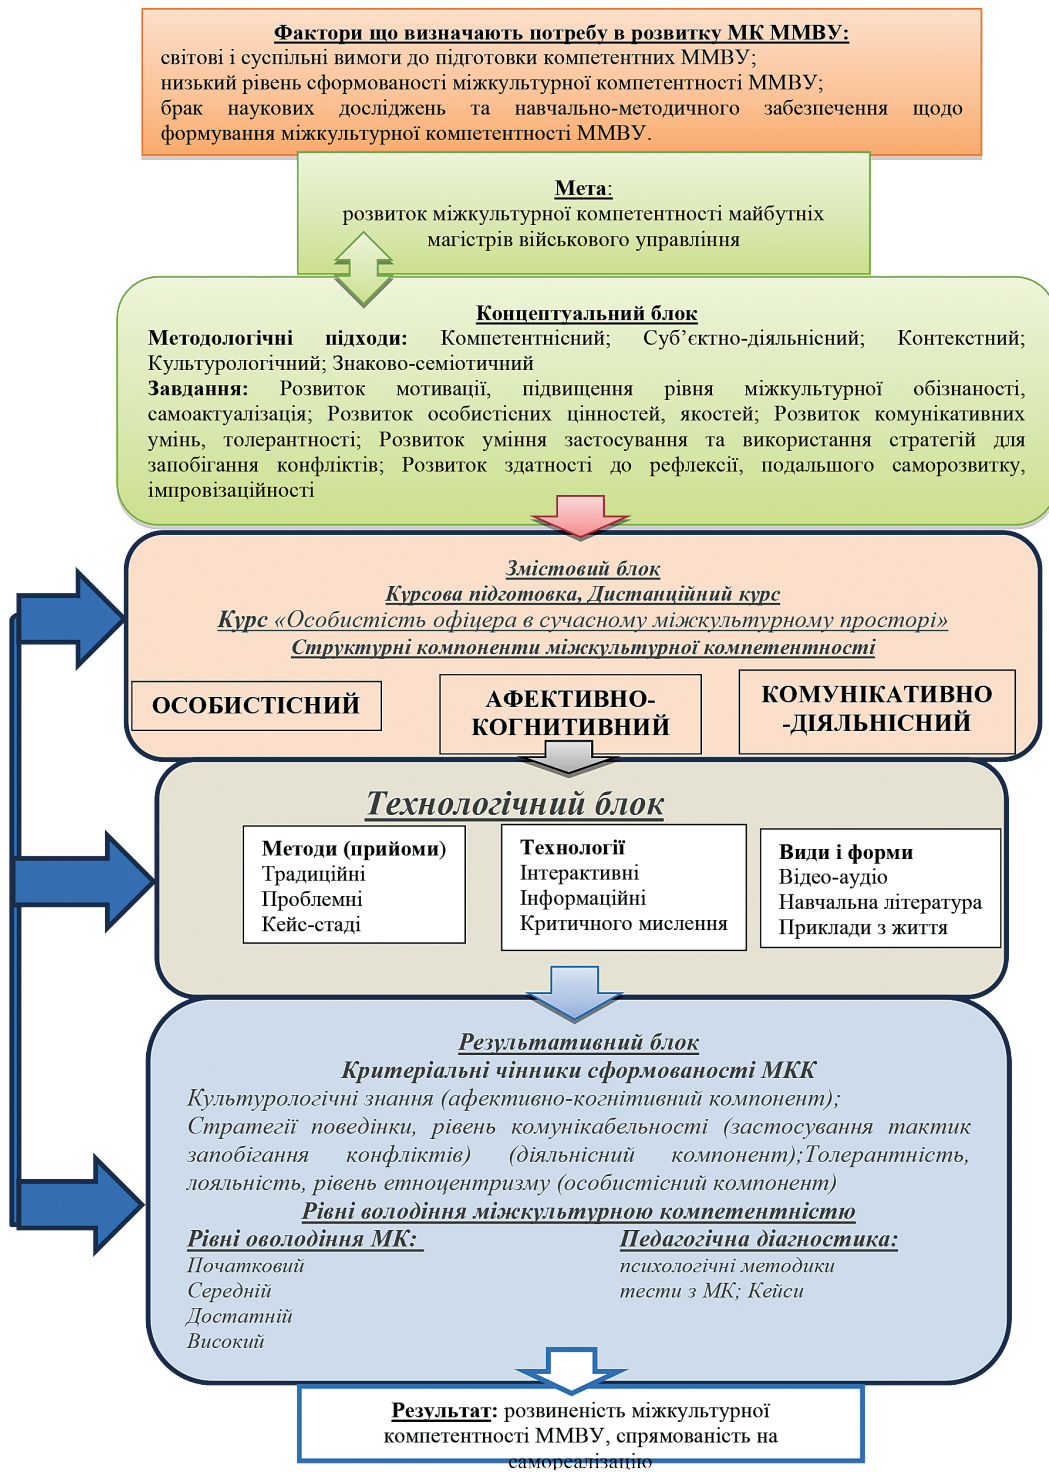 Фактори що визначають потребу в розвитку МК ММВУ:
світові і суспільні вимоги до підготовки компетентних ММВУ;
низький рівень сформованості міжкультурної компетентності ММВУ;
брак наукових досліджень та навчально-методичного забезпечення щодо
формування міжкультурної компетентності ММВУ.
Мета:
розвиток міжкультурної компетентності майбутніх
магістрів військового управління
Концептуальний блок
Методологічні підходи: Компетентнісний; Суб’єктно-діяльнісний; Контекстний;
Культурологічний; Знаково-семіотичний
Завдання: Розвиток мотивації, підвищення рівня міжкультурної обізнаності,
самоактуалізація; Розвиток особистісних цінностей, якостей; Розвиток комунікативних
умінь, толерантності; Розвиток уміння застосування та використання стратегій для
запобігання конфліктів; Розвиток здатності до рефлексії, подальшого саморозвитку,
імпровізаційності
Змістовий блок
Курсова підготовка, Дистанційний курс
Курс «Особистість офіцера в сучасному міжкультурному просторі»
Структурні компоненти міжкультурної компетентності
ОСОБИСТІСНИЙ
АФЕКТИВНО-
КОГНИТИВНИЙ
КОМУНІКАТИВНО
-ДІЯЛЬНІСНИЙ
Технологічний блок
Методи (прийоми)
Традиційні
Проблемні
Кейс-стаді
Технології
Інтерактивні
Інформаційні
Критичного мислення
Види і форми
Відео-аудіо
Навчальна література
Приклади з життя
Результативний блок
Критеріальні чінники сформованості МКК
Культурологічні знання (афективно-когнітивний компонент);
Стратегії поведінки, рівень комунікабельності (застосування тактик
запобігання конфліктів) (діяльнісний компонент);Толерантність,
лояльність, рівень етноцентризму (особистісний компонент)
Рівні володіння міжкультурною компетентністю
Рівні оволодіння МК:
Початковий
Середній
Достатній
Високий
Педагогічна діагностика:
психологічні методики
тести з МК; Кейси
Результат: розвиненість міжкультурної
компетентності ММВУ, спрямованість на
самореалізацію